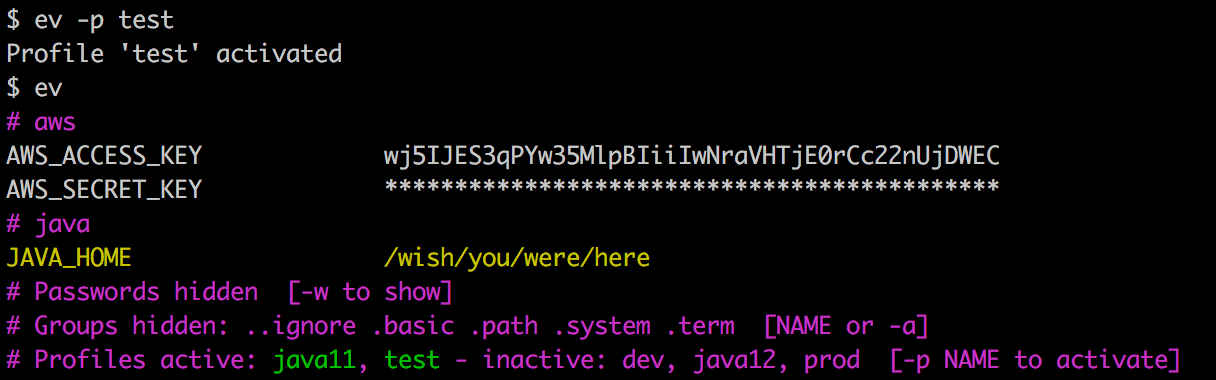 $ ev -p test
Profile 'test' activated
$ ev
# aws
AWS_ACCESS_KEY wj5IJES3qPYw35MlpBIiiIwNraVHTjE0rCc22nUjDWEC
AWS_SECRET_KEY ********************************************
# java
JAVA_HOME /wish/you/were/here
# Passwords hidden [-w to show]
# Groups hidden: ..ignore .basic .path .system .term [NAME or -a]
# Profiles active: java11, test - inactive: dev, java12, prod [-p NAME to activate]